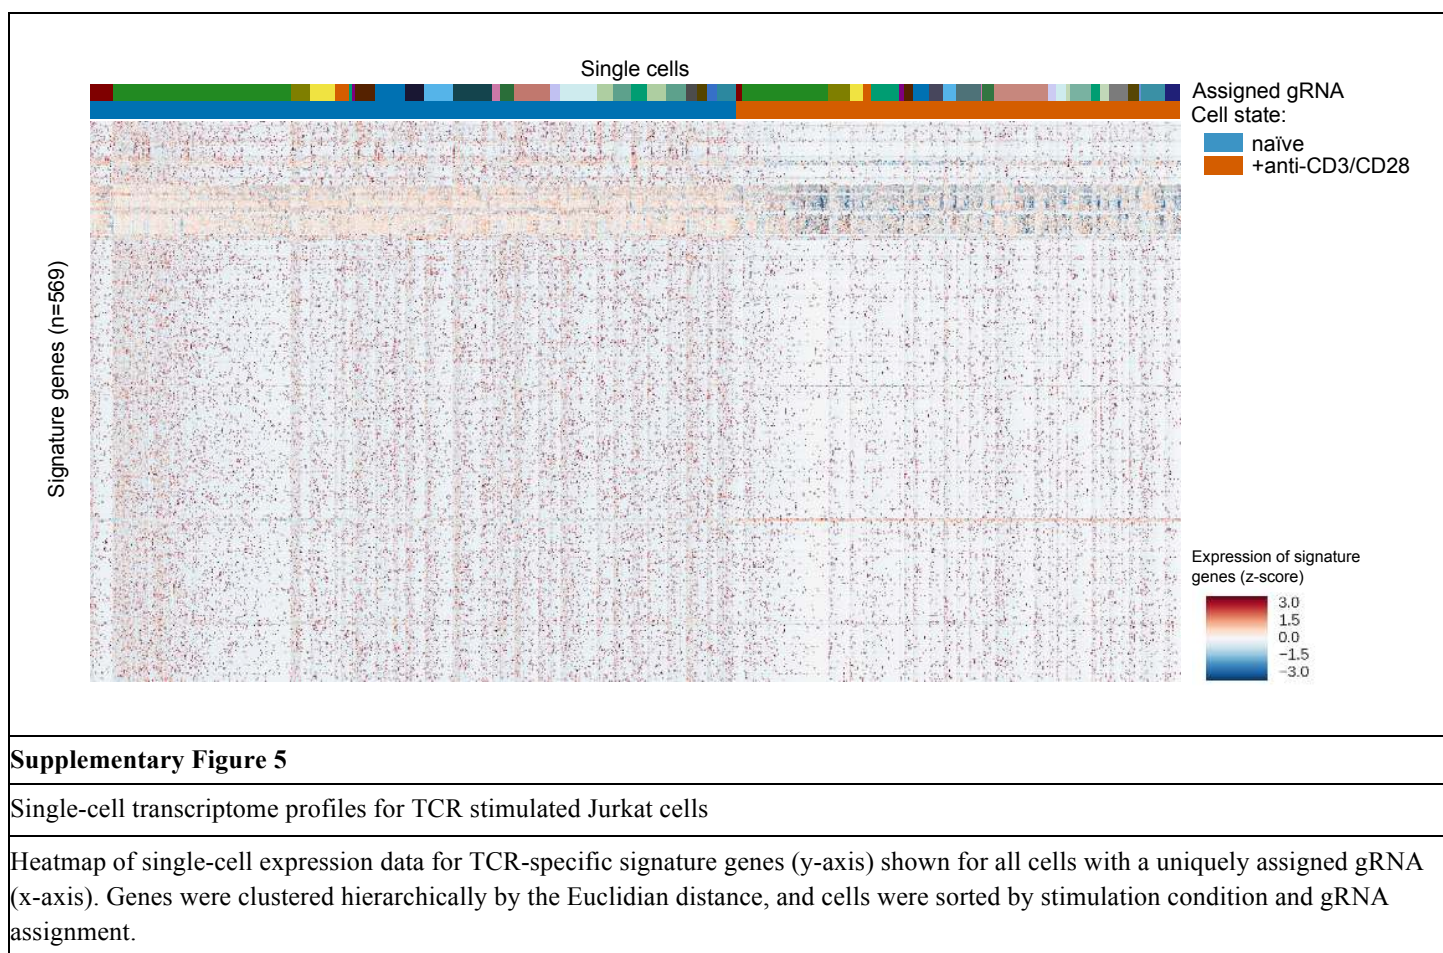 Single cells
Assigned gRNA
Cell state:
naïve
+anti-CD3/CD28
Signature genes (n=569)
Expression of signature
genes (z-score)
3.0
1.5
0.0
−1.5
−3.0
Supplementary Figure 5
Single-cell transcriptome profiles for TCR stimulated Jurkat cells
Heatmap of single-cell expression data for TCR-specific signature genes (y-axis) shown for all cells with a uniquely assigned gRNA
(x-axis). Genes were clustered hierarchically by the Euclidian distance, and cells were sorted by stimulation condition and gRNA
assignment.